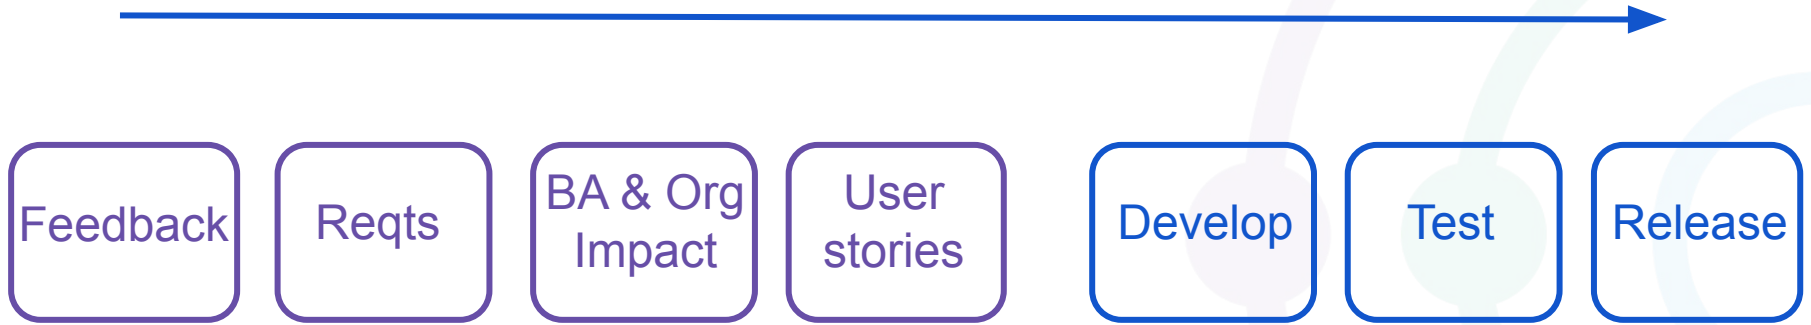 Feedback
Reqts
BA & Org
Impact
User
stories
Develop
Test
Release